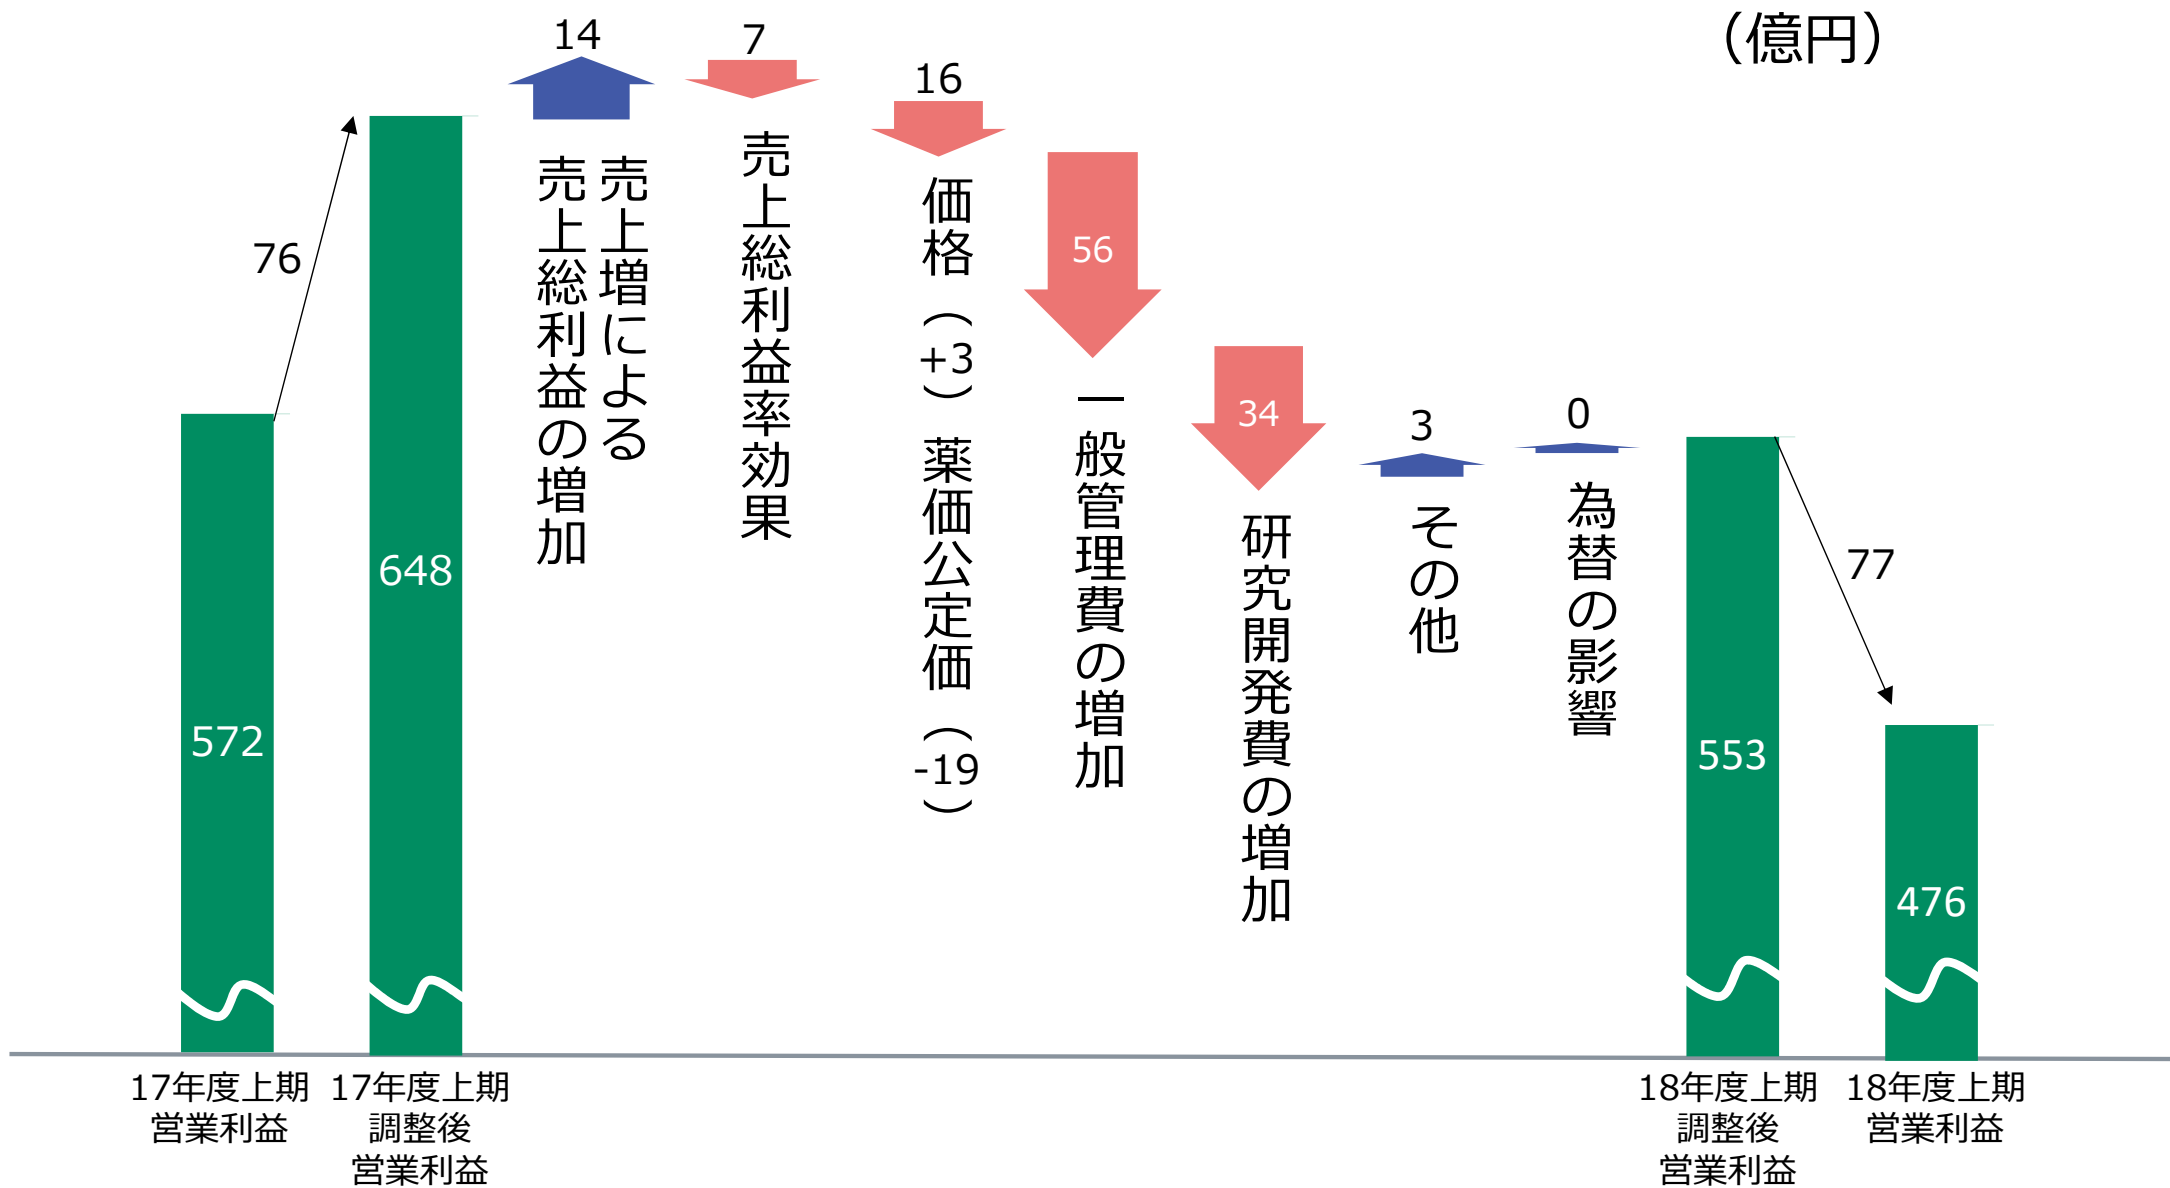 （億円）
572
76
648
14
売上増による
売上総利益の増加
7
売上総利益率効果
16
価格（+3）薬価公定価（-19）
56
一般管理費の増加
34
研究開発費の増加
3
その他
0
為替の影響
553
77
476
17年度上期
営業利益
17年度上期
調整後
営業利益
18年度上期
調整後
営業利益
18年度上期
営業利益